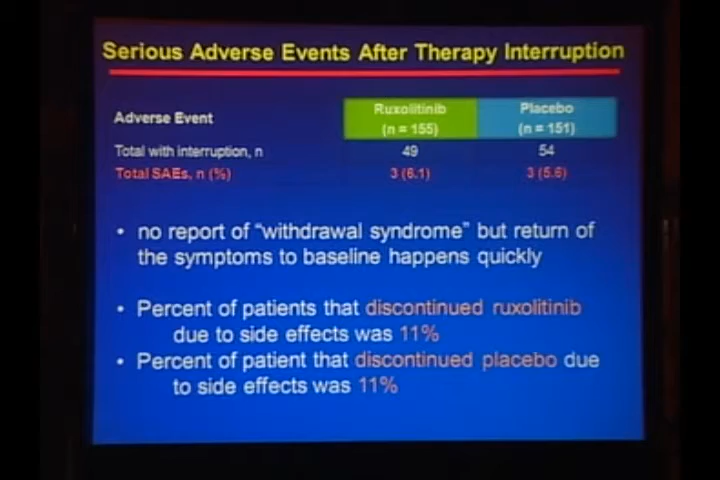 Serious Adverse Events After Therapy Interruption
Adverse Event Ruxolitinib (n = 155) Placebo (n = 151)
Total with interruption, n 49 54
Total SAEs, n (%) 3 (6.1) 3 (5.6)
• no report of “withdrawal syndrome” but return of
the symptoms to baseline happens quickly
• Percent of patients that discontinued ruxolitinib
due to side effects was 11%
• Percent of patient that discontinued placebo due
to side effects was 11%